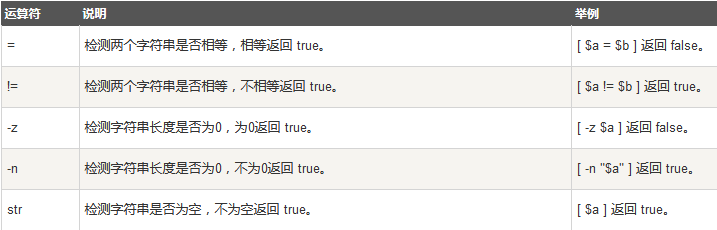 运算符 说明 举例
= 检测两个字符串是否相等，相等返回 true。 [ $a = $b ] 返回 false。
!= 检测两个字符串是否相等，不相等返回 true。 [ $a != $b ] 返回 true。
-z 检测字符串长度是否为0，为0返回 true。 [ -z $a ] 返回 false。
-n 检测字符串长度是否为0，不为0返回 true。 [ -n "$a" ] 返回 true。
str 检测字符串是否为空，不为空返回 true。 [ $a ] 返回 true。